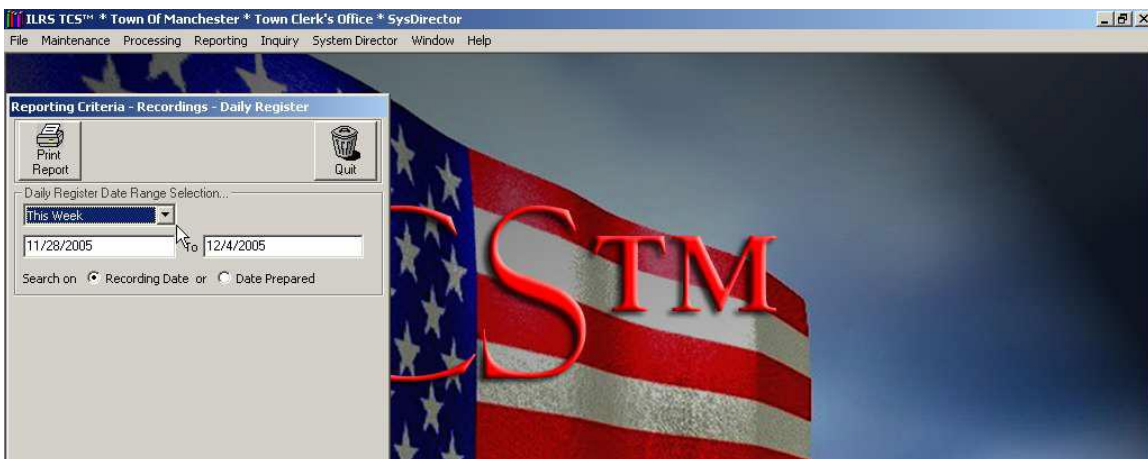 ILRS TCS™ * Town Of Manchester * Town Clerk's Office * SysDirector
File Maintenance Processing Reporting Inquiry System Director Window Help
Reporting Criteria - Recordings - Daily Register
Print
Report
Quit
Daily Register Date Range Selection...
This Week
11/28/2005 To 12/4/2005
Search on Recording Date or Date Prepared
CS™